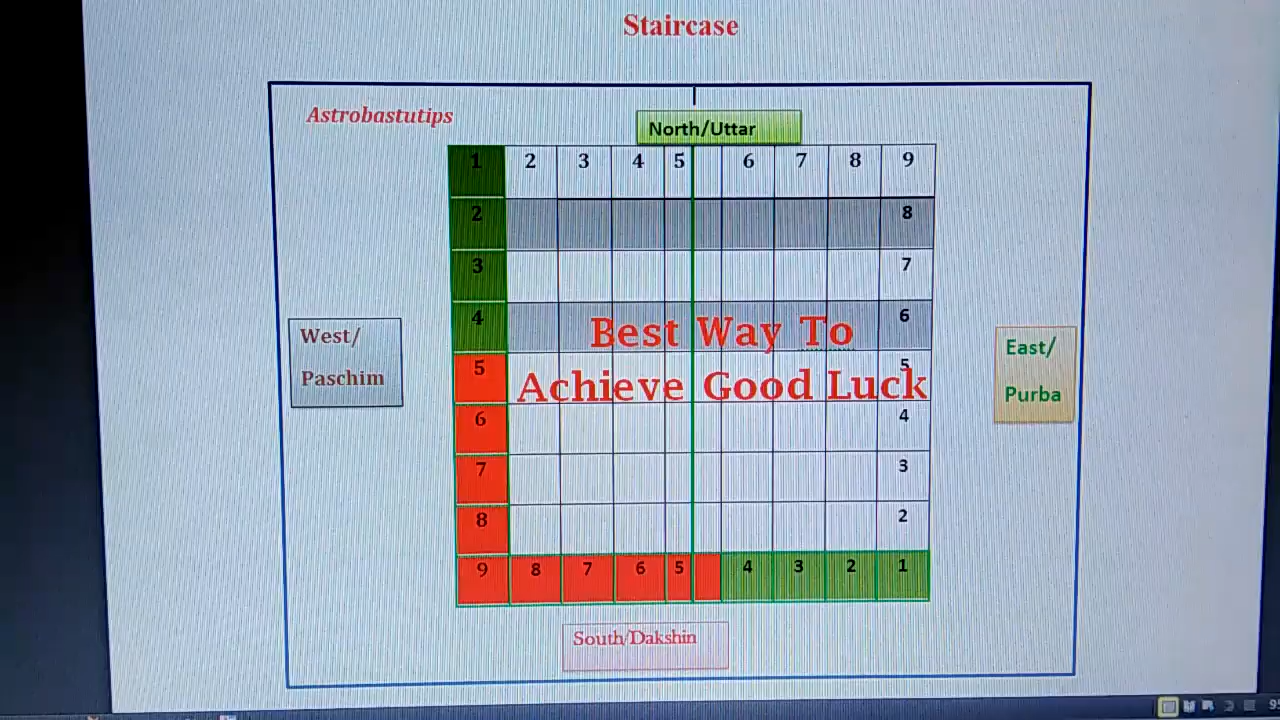 Staircase
Astrobastutips
North/Uttar
1 2 3 4 5 6 7 8 9
2 8
3 7
4 Best Way To 6
5 5
Achieve Good Luck
6 4
7 3
8 2
9 8 7 6 5 4 3 2 1
West/
Paschim
East/
Purba
South/Dakshin